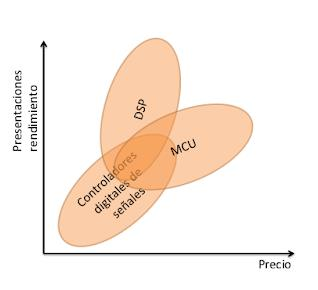 Presentaciones
rendimiento
DSP
MCU
Controladores
digitales de
señales
Precio